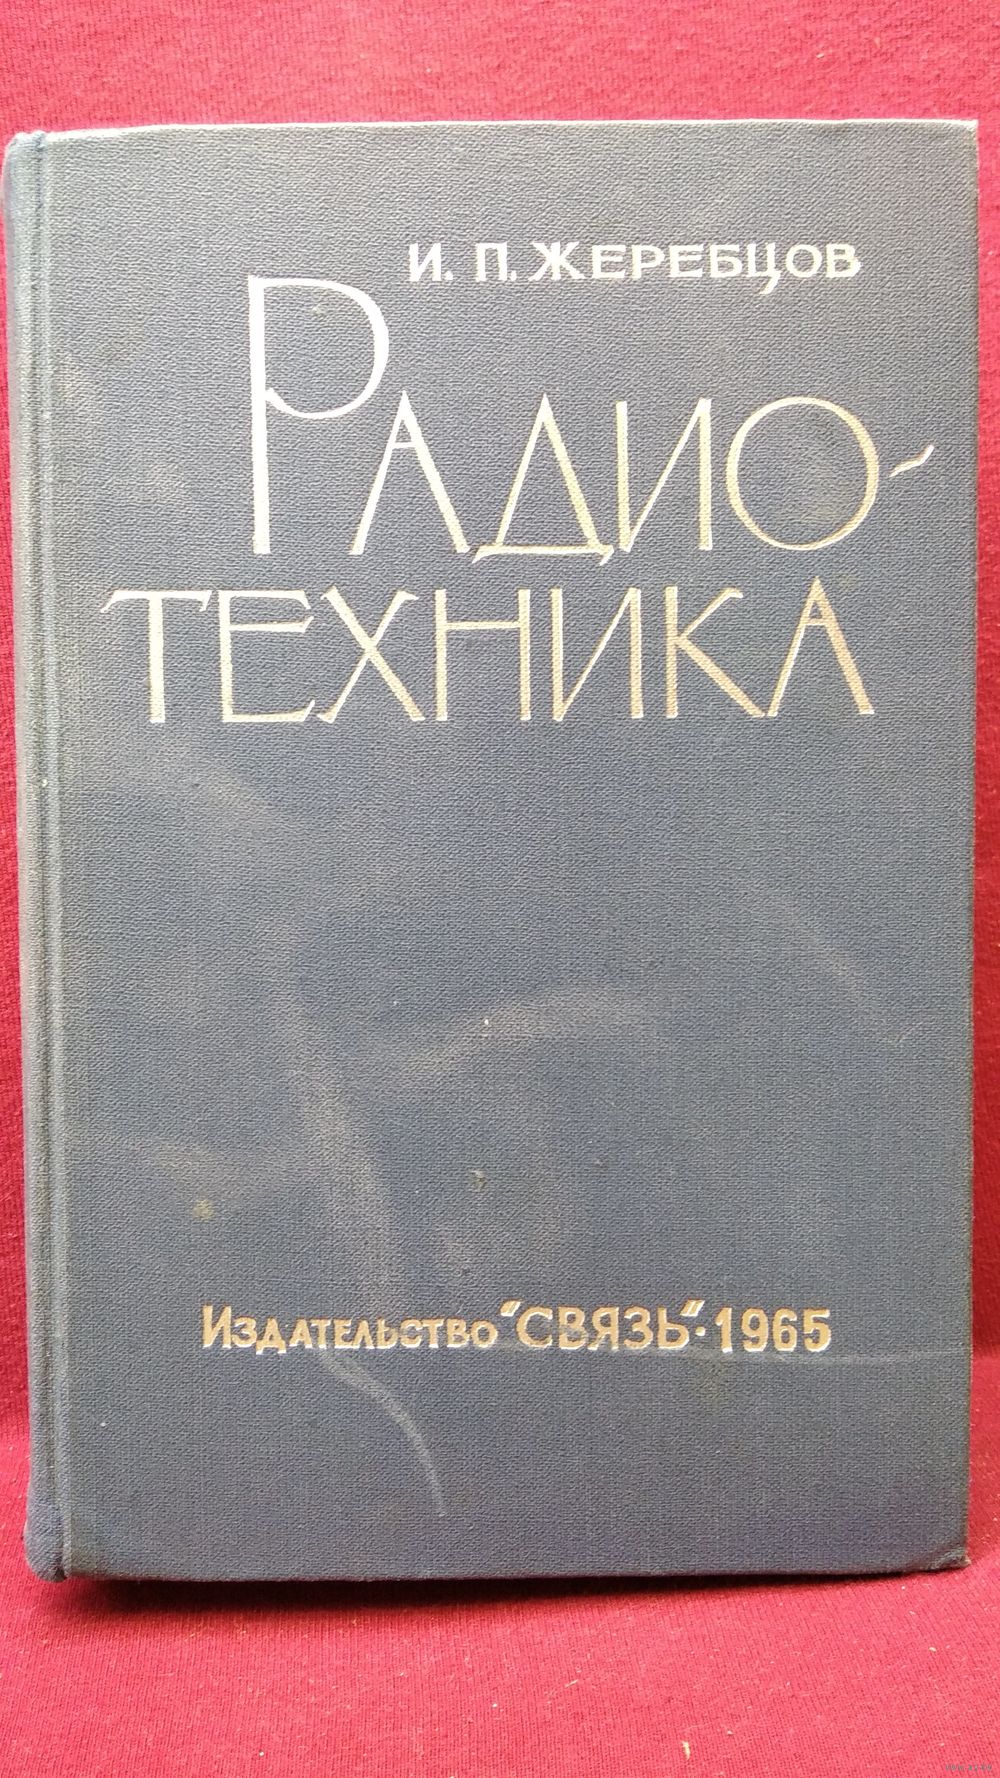 И. П. ЖЕРЕБЦОВ
РАДИО-
ТЕХНИКА
ИЗДАТЕЛЬСТВО "СВЯЗЬ"·1965